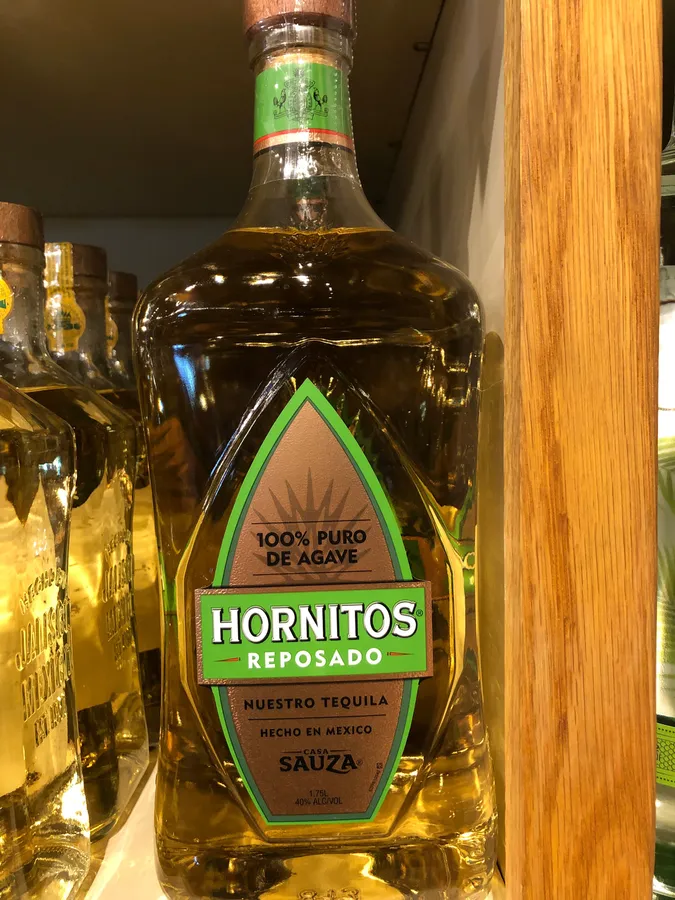 100% PURO
DE AGAVE
HORNITOS®
REPOSADO
NUESTRO TEQUILA
HECHO EN MEXICO
CASA
SAUZA
1.75L
40% ALC/VOL